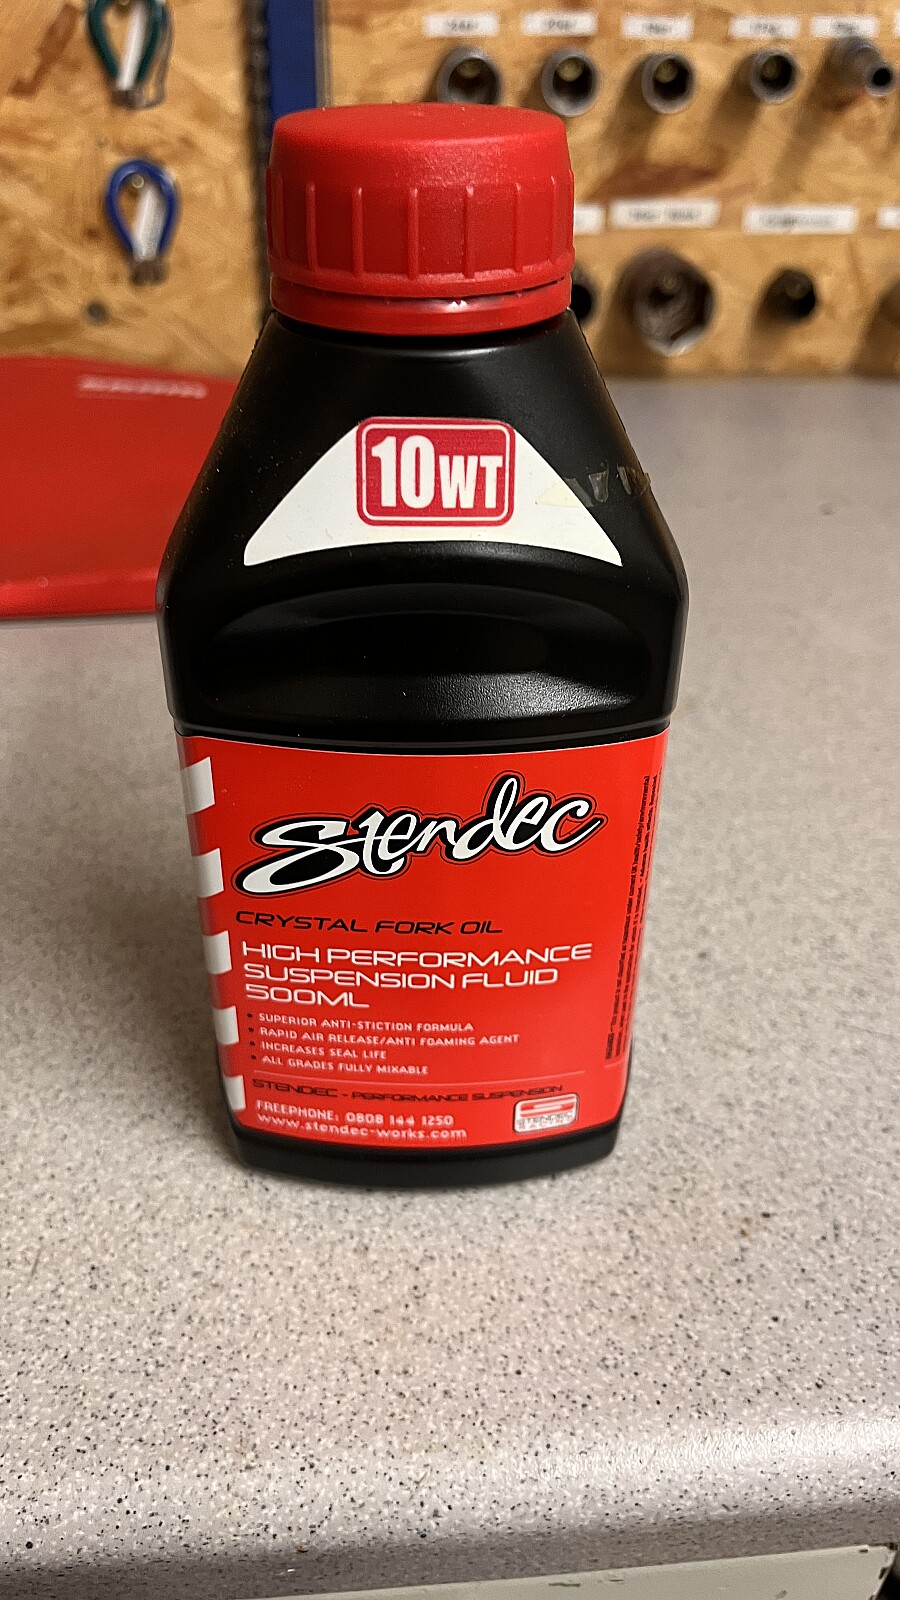 10WT
Stendec
CRYSTAL FORK OIL
HIGH PERFORMANCE
SUSPENSION FLUID
500ML
• SUPERIOR ANTI-STICTION FORMULA
• RAPID AIR RELEASE/ANTI FOAMING AGENT
• INCREASES SEAL LIFE
• ALL GRADES FULLY MIXABLE
STENDEC - PERFORMANCE SUSPENSION
FREEPHONE: 0808 144 1250
www.stendec-works.com